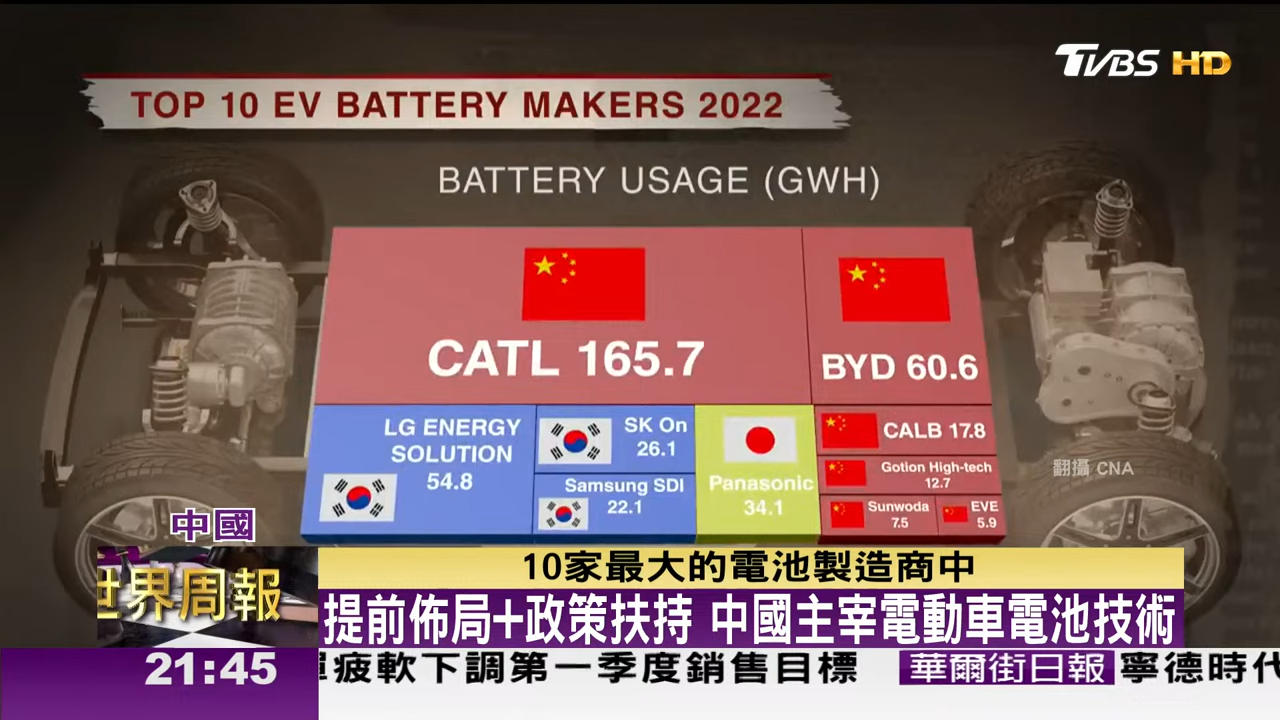 TVBS HD
TOP 10 EV BATTERY MAKERS 2022
BATTERY USAGE (GWH)
CATL 165.7
BYD 60.6
LG ENERGY
SOLUTION
54.8
SK On
26.1
Samsung SDI
22.1
Panasonic
34.1
CALB 17.8
Gotion High-tech
12.7
Sunwoda
7.5
EVE
5.9
翻攝 CNA
中國
世界周報
10家最大的電池製造商中
提前佈局+政策扶持 中國主宰電動車電池技術
21:45
疲軟下調第一季度銷售目標 華爾街日報 寧德時代